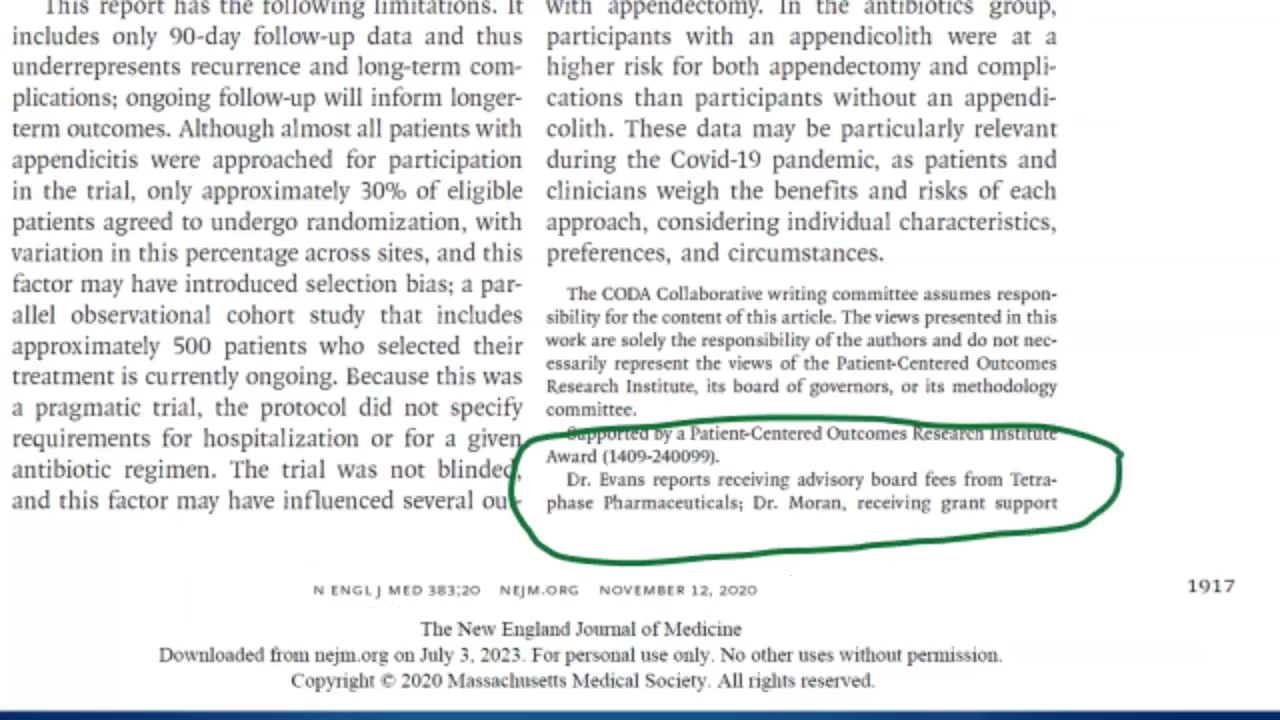 This report has the following limitations. It
includes only 90-day follow-up data and thus
underrepresents recurrence and long-term com-
plications; ongoing follow-up will inform longer-
term outcomes. Although almost all patients with
appendicitis were approached for participation
in the trial, only approximately 30% of eligible
patients agreed to undergo randomization, with
variation in this percentage across sites, and this
factor may have introduced selection bias; a par-
allel observational cohort study that includes
approximately 500 patients who selected their
treatment is currently ongoing. Because this was
a pragmatic trial, the protocol did not specify
requirements for hospitalization or for a given
antibiotic regimen. The trial was not blinded,
and this factor may have influenced several out-
with appendectomy. In the antibiotics group,
participants with an appendicolith were at a
higher risk for both appendectomy and compli-
cations than participants without an appendi-
colith. These data may be particularly relevant
during the Covid-19 pandemic, as patients and
clinicians weigh the benefits and risks of each
approach, considering individual characteristics,
preferences, and circumstances.
The CODA Collaborative writing committee assumes respon-
sibility for the content of this article. The views presented in this
work are solely the responsibility of the authors and do not nec-
essarily represent the views of the Patient-Centered Outcomes
Research Institute, its board of governors, or its methodology
committee.
Supported by a Patient-Centered Outcomes Research Institute
Award (1409-240099).
Dr. Evans reports receiving advisory board fees from Tetra-
phase Pharmaceuticals; Dr. Moran, receiving grant support
N ENGL J MED 383;20 NEJM.ORG NOVEMBER 12, 2020
1917
The New England Journal of Medicine
Downloaded from nejm.org on July 3, 2023. For personal use only. No other uses without permission.
Copyright © 2020 Massachusetts Medical Society. All rights reserved.